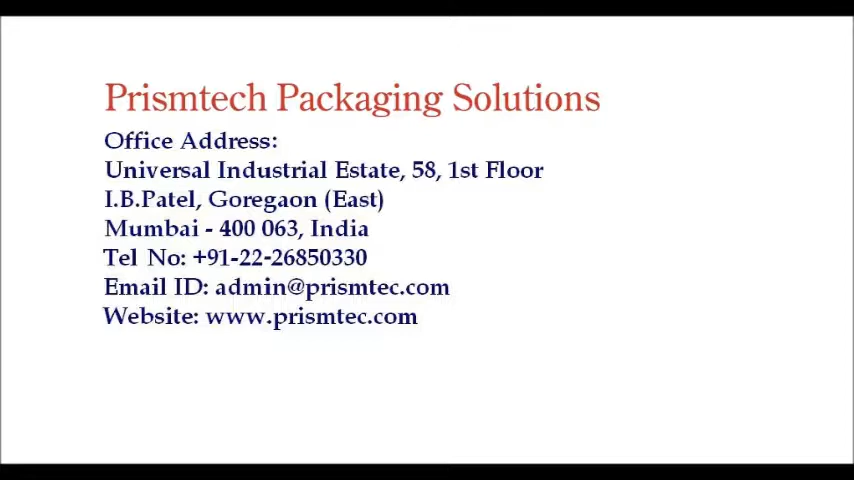 Prismtech Packaging Solutions
Office Address:
Universal Industrial Estate, 58, 1st Floor
I.B.Patel, Goregaon (East)
Mumbai - 400 063, India
Tel No: +91-22-26850330
Email ID: admin@prismtec.com
Website: www.prismtec.com